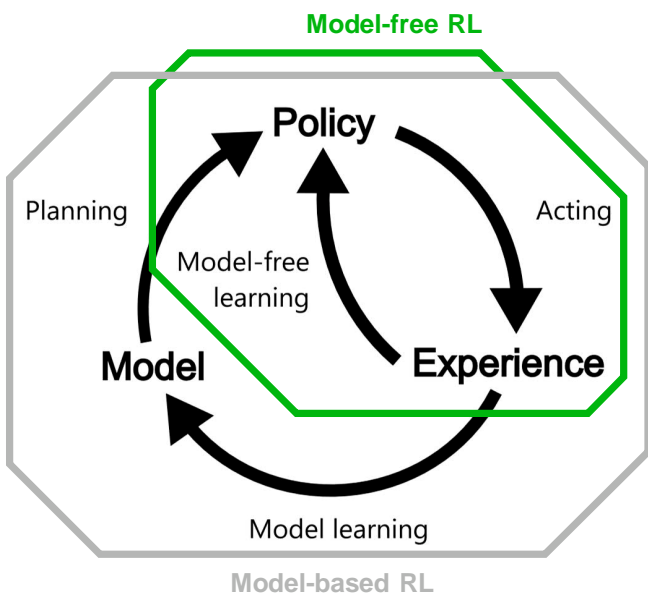 Model-free RL
Policy
Planning
Acting
Model-free
learning
Model
Experience
Model learning
Model-based RL